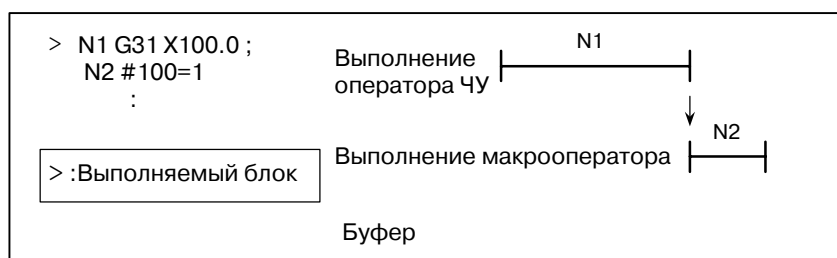 > N1 G31 X100.0 ;
N2 #100=1
:
> :Выполняемый блок
Выполнение
оператора ЧУ
N1
Выполнение макрооператора
N2
Буфер